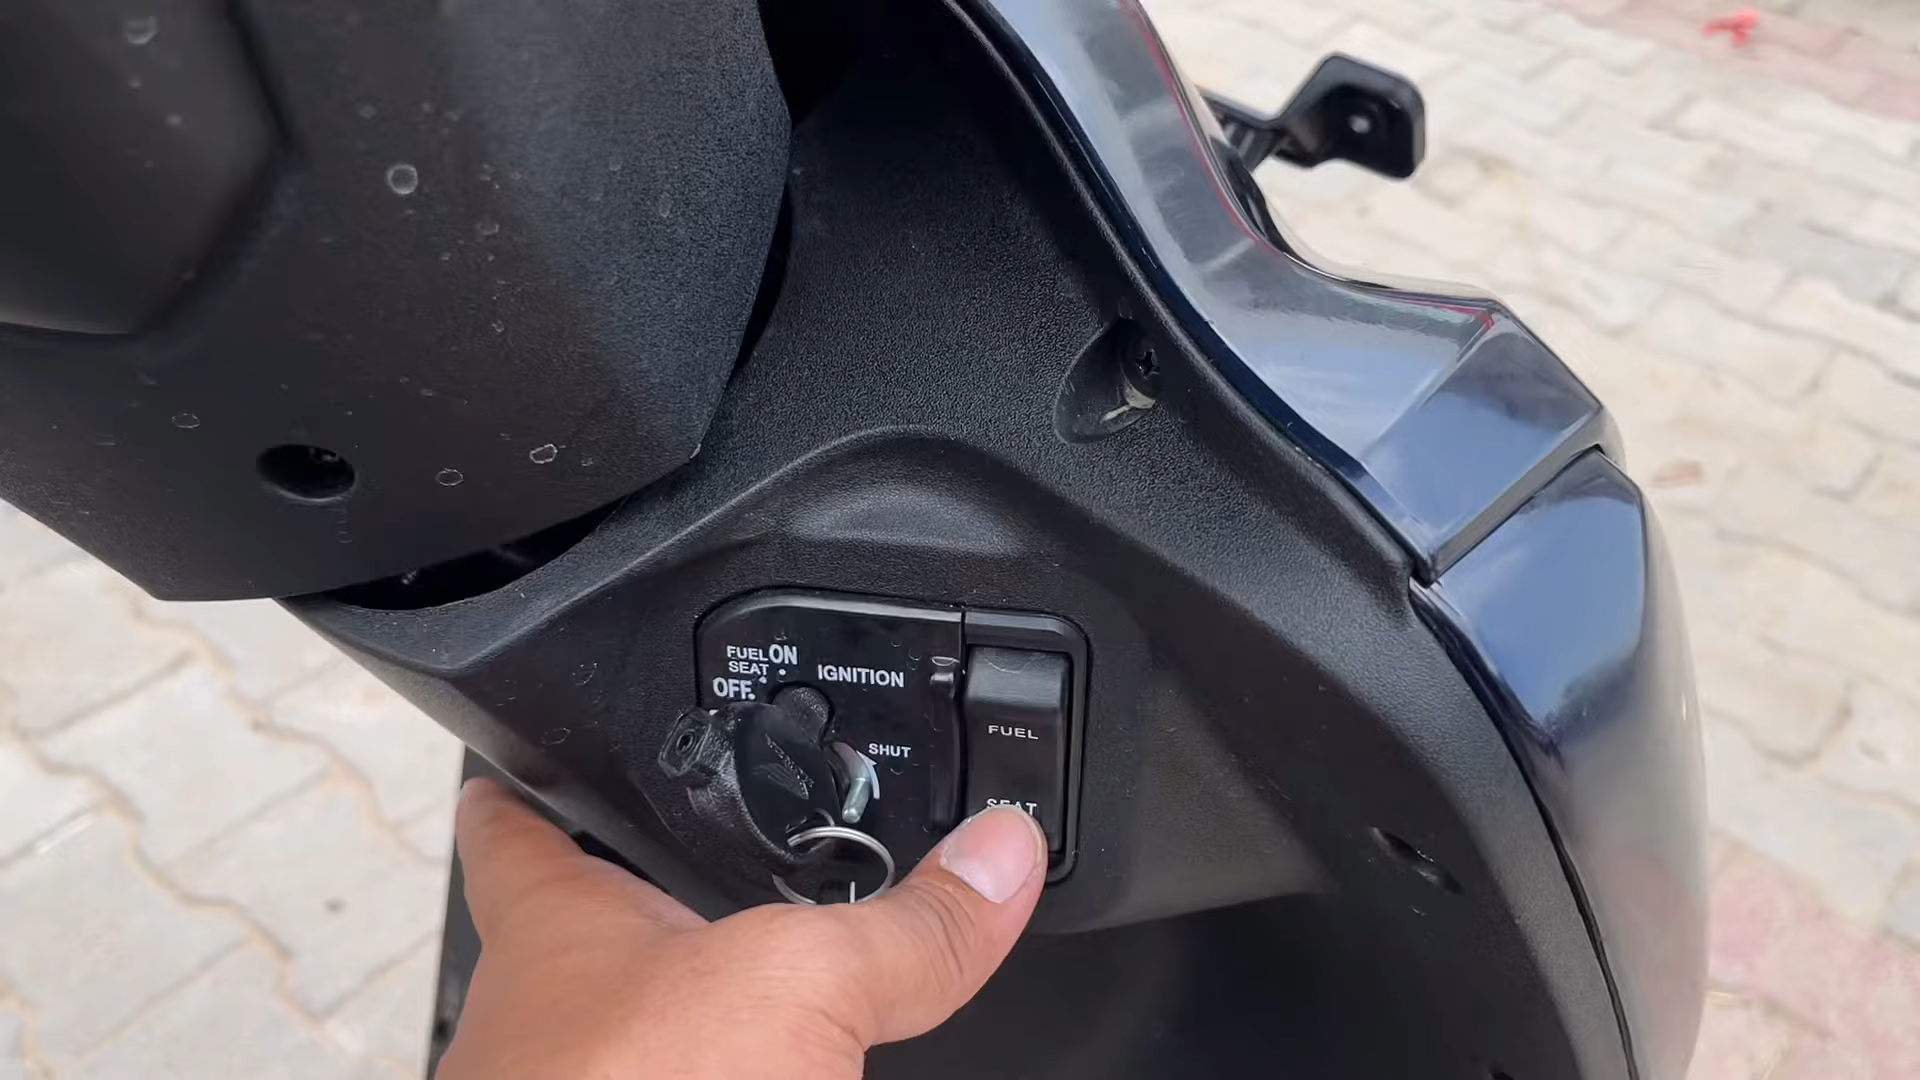 FUEL ON
SEAT
OFF
IGNITION
SHUT
FUEL
SEAT